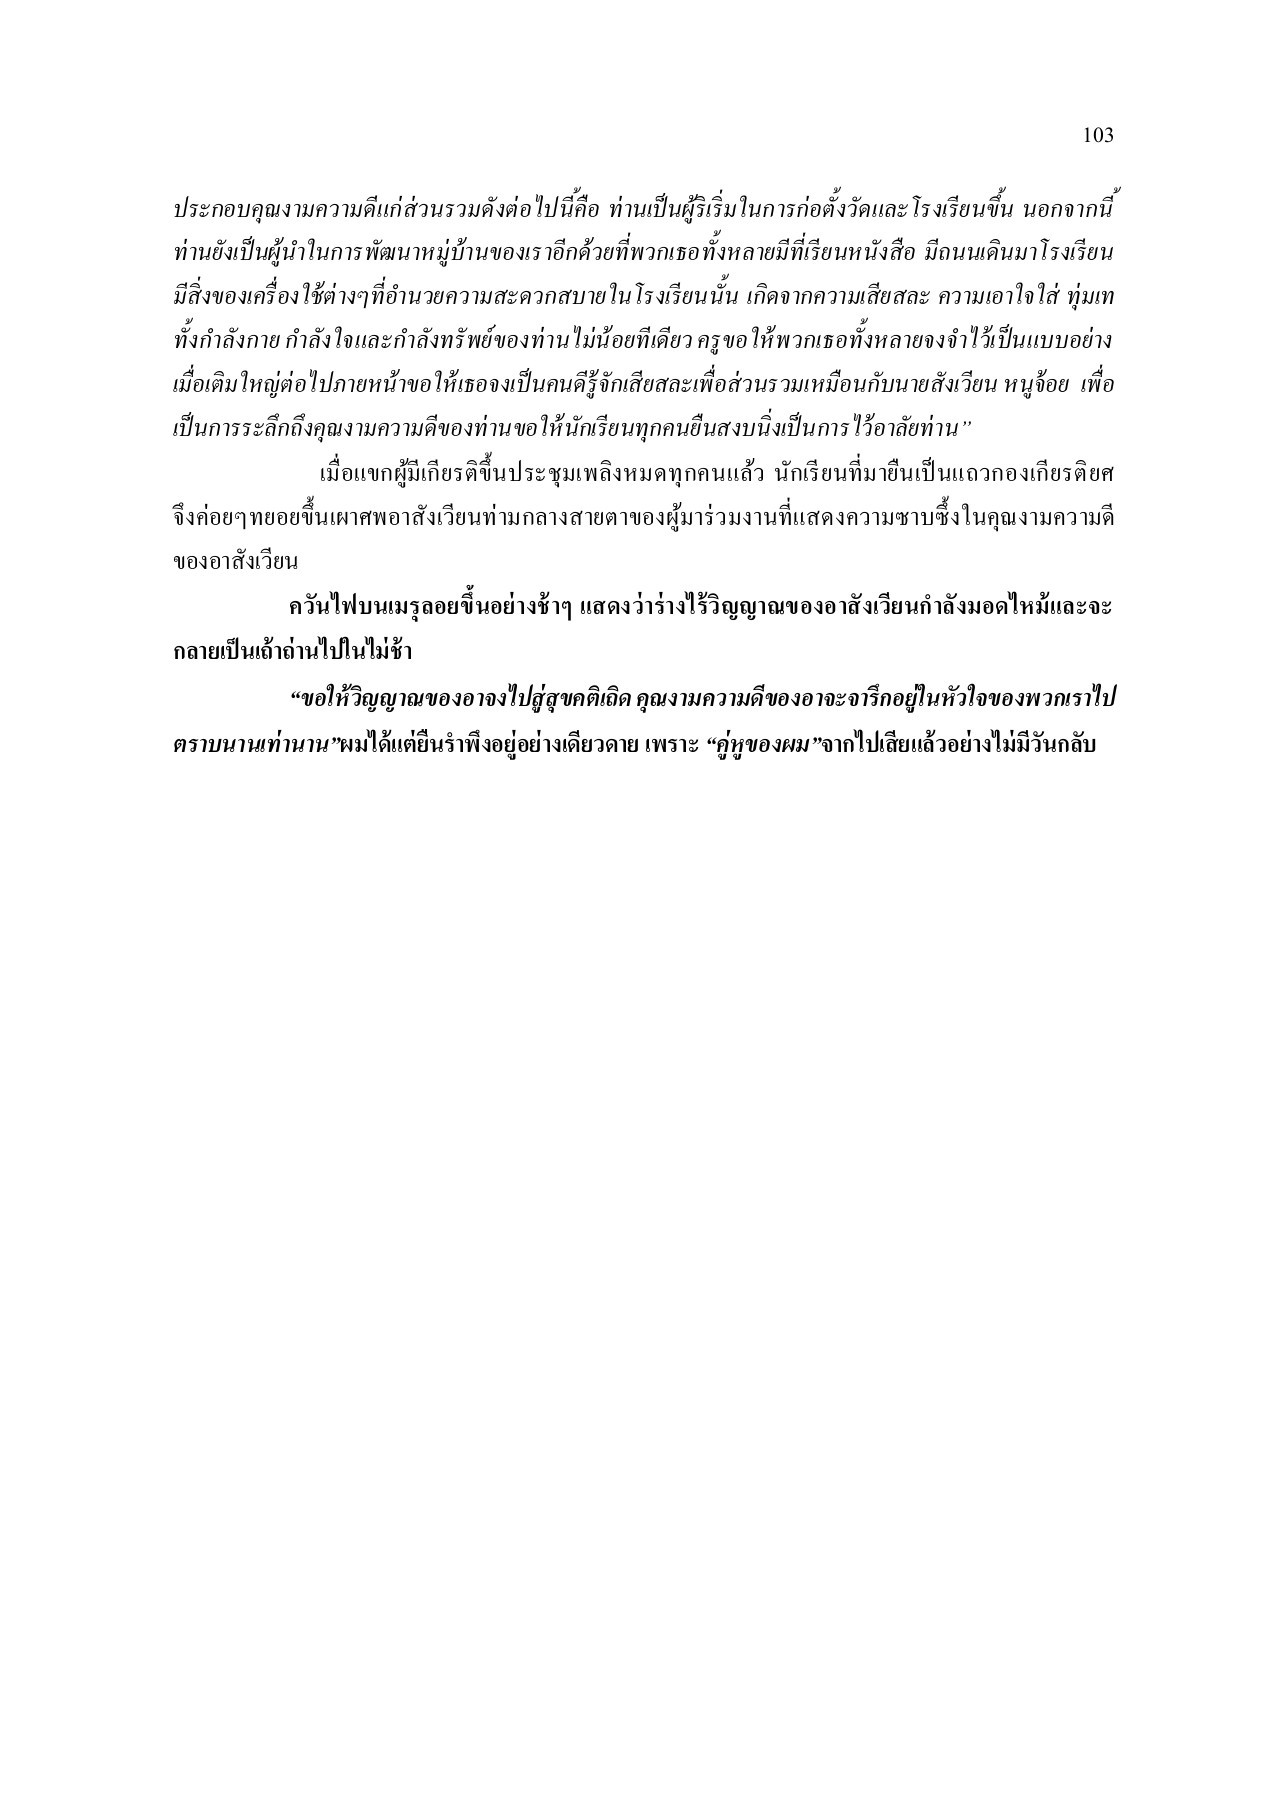 103
ประกอบคุณงามความดีแก่ส่วนรวมดังต่อไปนี้คือ ท่านเป็นผู้ริเริ่มในการก่อตั้งวัดและโรงเรียนขึ้น นอกจากนี้
ท่านยังเป็นผู้นำในการพัฒนาหมู่บ้านของเราอีกด้วยที่พวกเธอทั้งหลายมีที่เรียนหนังสือ มีถนนเดินมาโรงเรียน
มีสิ่งของเครื่องใช้ต่างๆที่อำนวยความสะดวกสบายในโรงเรียนนั้น เกิดจากความเสียสละ ความเอาใจใส่ ทุ่มเท
ทั้งกำลังกาย กำลังใจและกำลังทรัพย์ของท่านไม่น้อยทีเดียว ครูขอให้พวกเธอทั้งหลายจงจำไว้เป็นแบบอย่าง
เมื่อเติมใหญ่ต่อไปภายหน้าขอให้เธอจงเป็นคนดีรู้จักเสียสละเพื่อส่วนรวมเหมือนกับนายสังเวียน หนูจ้อย เพื่อ
เป็นการระลึกถึงคุณงามความดีของท่านขอให้นักเรียนทุกคนยืนสงบนิ่งเป็นการไว้อาลัยท่าน”
เมื่อแขกผู้มีเกียรติขึ้นประชุมเพลิงหมดทุกคนแล้ว นักเรียนที่มายืนเป็นแถวกองเกียรติยศ
จึงค่อยๆทยอยขึ้นเผาศพอาสังเวียนท่ามกลางสายตาของผู้มาร่วมงานที่แสดงความซาบซึ้งในคุณงามความดี
ของอาสังเวียน
ควันไฟบนเมรุลอยขึ้นอย่างช้าๆ แสดงว่าร่างไร้วิญญาณของอาสังเวียนกำลังมอดไหม้และจะ
กลายเป็นเถ้าถ่านไปในไม่ช้า
“ขอให้วิญญาณของอาจงไปสู่สุขคติเถิด คุณงามความดีของอาจะจารึกอยู่ในหัวใจของพวกเราไป
ตราบนานเท่านาน”ผมได้แต่ยืนรำพึงอยู่อย่างเดียวดาย เพราะ “คู่หูของผม”จากไปเสียแล้วอย่างไม่มีวันกลับ